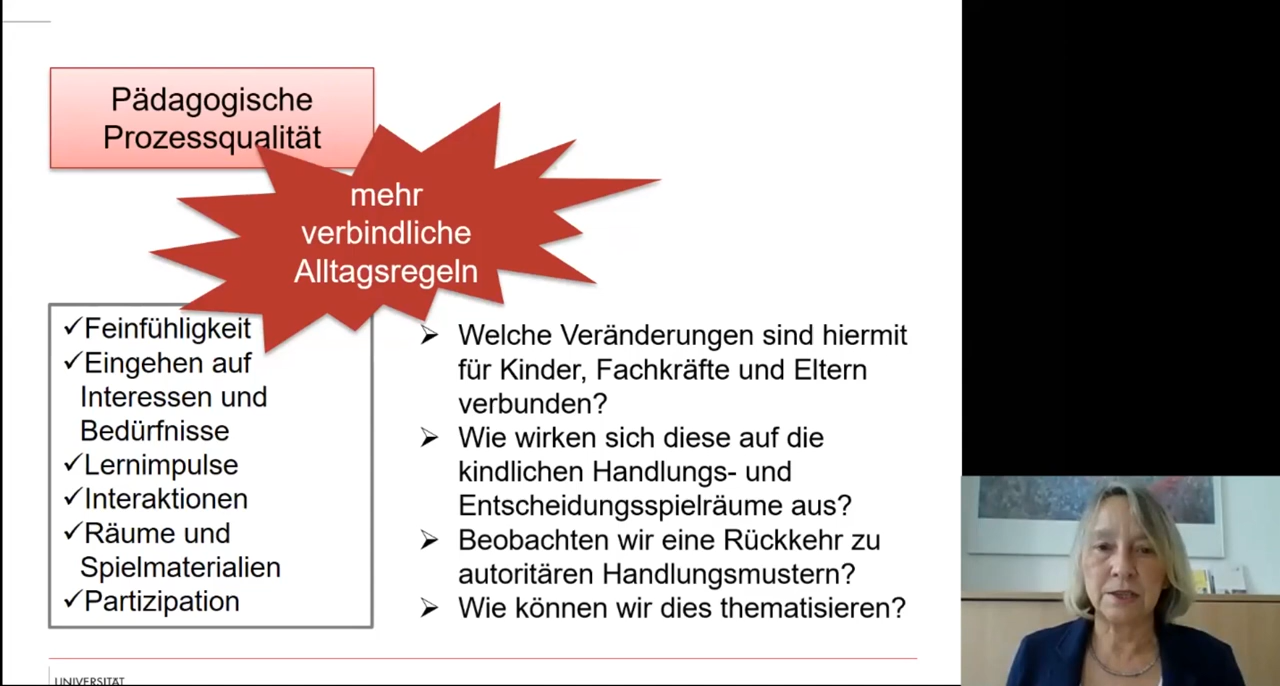 Pädagogische
Prozessqualität
mehr
verbindliche
Alltagsregeln
✓Feinfühligkeit
✓Eingehen auf
Interessen und
Bedürfnisse
✓Lernimpulse
✓Interaktionen
✓Räume und
Spielmaterialien
✓Partizipation
➢ Welche Veränderungen sind hiermit
für Kinder, Fachkräfte und Eltern
verbunden?
➢ Wie wirken sich diese auf die
kindlichen Handlungs- und
Entscheidungsspielräume aus?
➢ Beobachten wir eine Rückkehr zu
autoritären Handlungsmustern?
➢ Wie können wir dies thematisieren?
UNIVERSITÄT